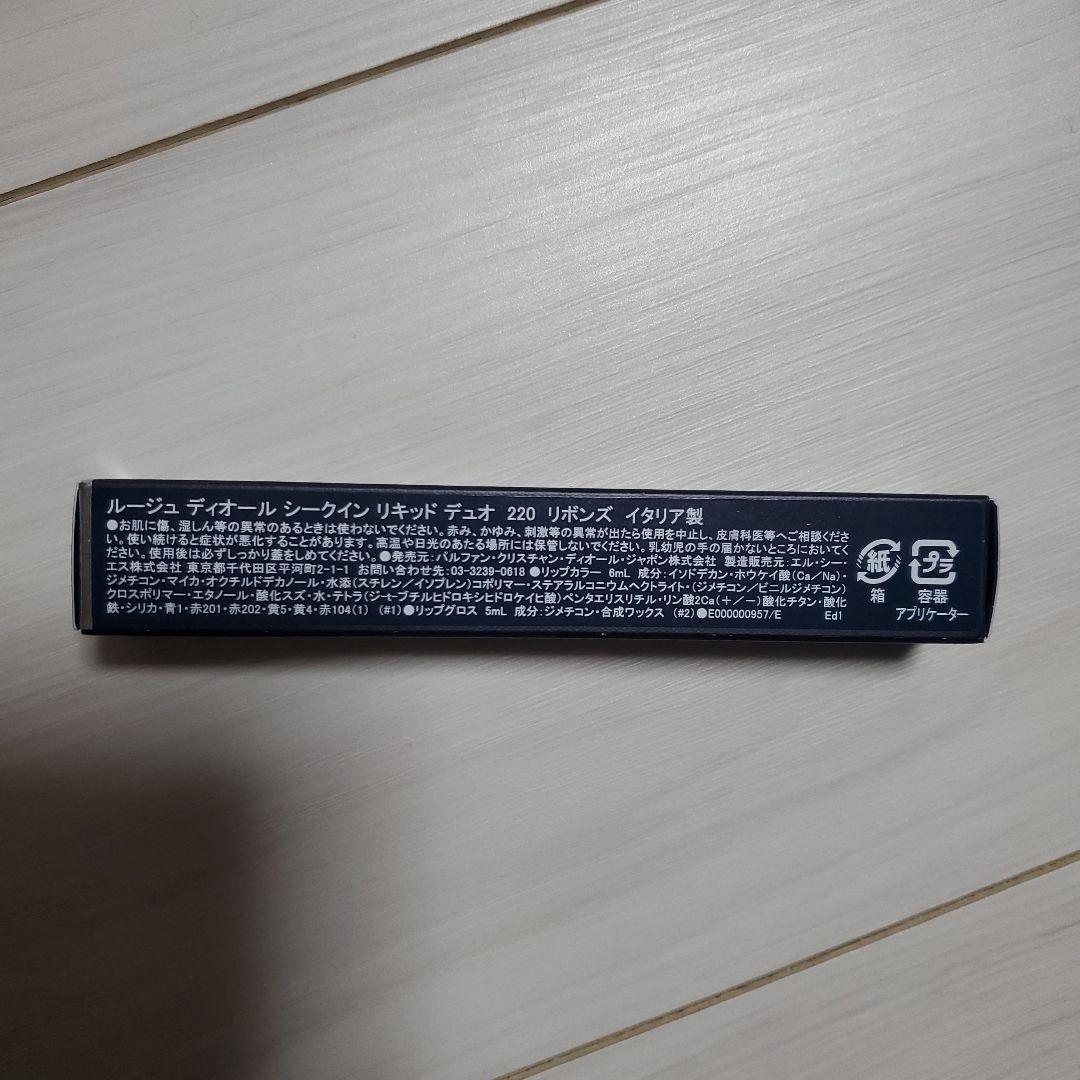 ルージュ ディオール シークイン リキッド デュオ 220 リボンズ イタリア製
●お肌に傷、湿しん等の異常のあるときは使わないでください。赤み、かゆみ、刺激等の異常が出たら使用を中止し、皮膚科医等へご相談くださ
い。使い続けると症状が悪化することがあります。高温や日光のあたる場所には保管しないでください。乳幼児の手の届かないところにおいてく
ださい。使用後は必ずしっかり蓋をしめてください。●発売元:パルファン・クリスチャン・ディオール・ジャポン株式会社 製造販売元:エル・シー・
エス株式会社 東京都千代田区平河町2-1-1 お問い合わせ先:03-3239-0618 ●リップカラー 6mL 成分:イソドデカン・ホウケイ酸(Ca/Na)・
ジメチコン・マイカ・オクチルドデカノール・水添(スチレン/イソプレン)コポリマー・ステアラルコニウムヘクトライト・(ジメチコン/ビニルジメチコン)
クロスポリマー・エタノール・酸化スズ・水・テトラ(ジ-t-ブチルヒドロキシヒドロケイヒ酸)ペンタエリスリチル・リン酸2Ca(+/-)酸化チタン・酸化
鉄・シリカ・青1・赤201・赤202・黄5・黄4・赤104(1) (#1)●リップグロス 5mL 成分:ジメチコン・合成ワックス (#2)●E000000957/E Ed1
紙 プラ
箱 容器
アプリケーター